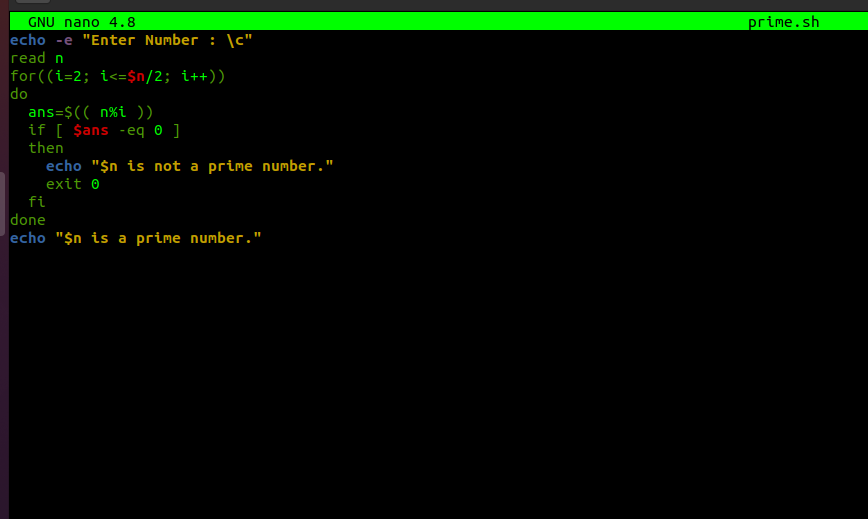 GNU nano 4.8 prime.sh
echo -e "Enter Number : \c"
read n
for((i=2; i<=$n/2; i++))
do
  ans=$(( n%i ))
  if [ $ans -eq 0 ]
  then
    echo "$n is not a prime number."
    exit 0
  fi
done
echo "$n is a prime number."